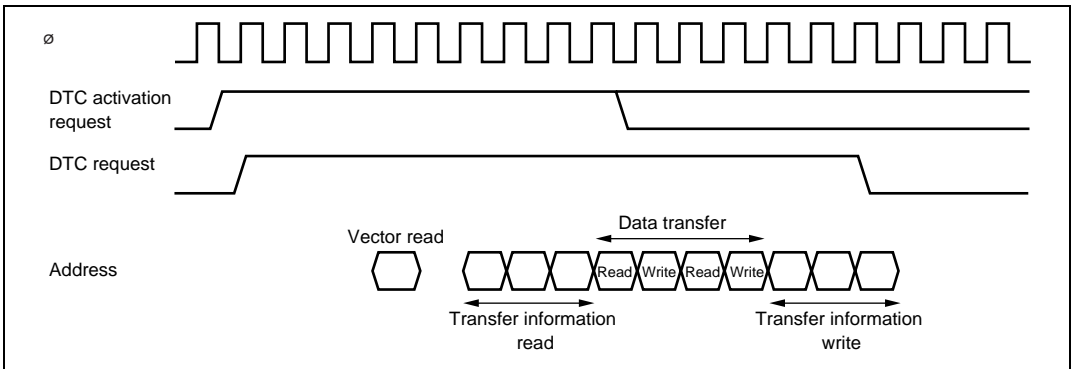 ø
DTC activation
request
DTC request
Data transfer
Vector read
Address
Read Write Read Write
Transfer information
read
Transfer information
write